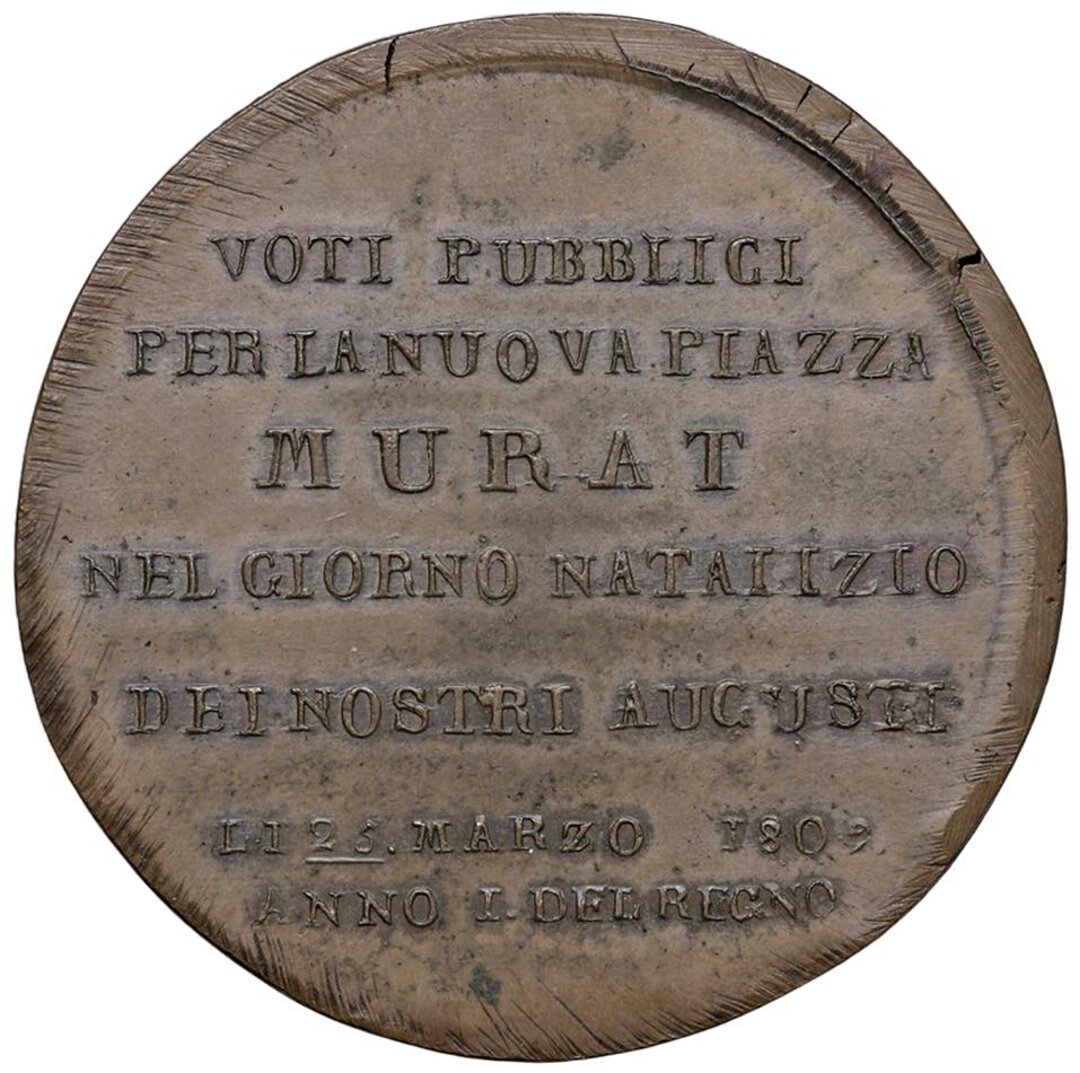 VOTI PUBBLICI
PER LA NUOVA PIAZZA
MURAT
NEL GIORNO NATALIZIO
DEI NOSTRI AUGUSTI
LI 25. MARZO 1809.
ANNO I. DEL REGNO